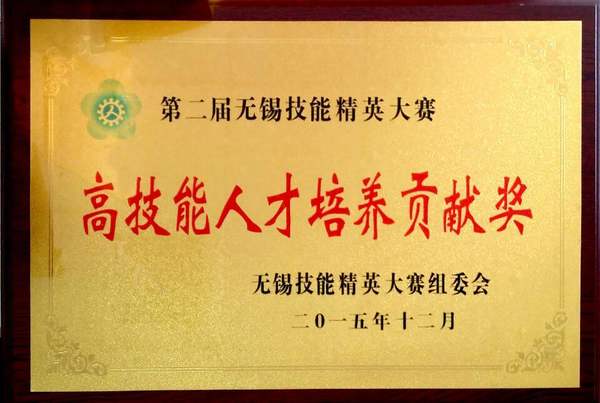 第二届无锡技能精英大赛
高技能人才培养贡献奖
无锡技能精英大赛组委会
二〇一五年十二月